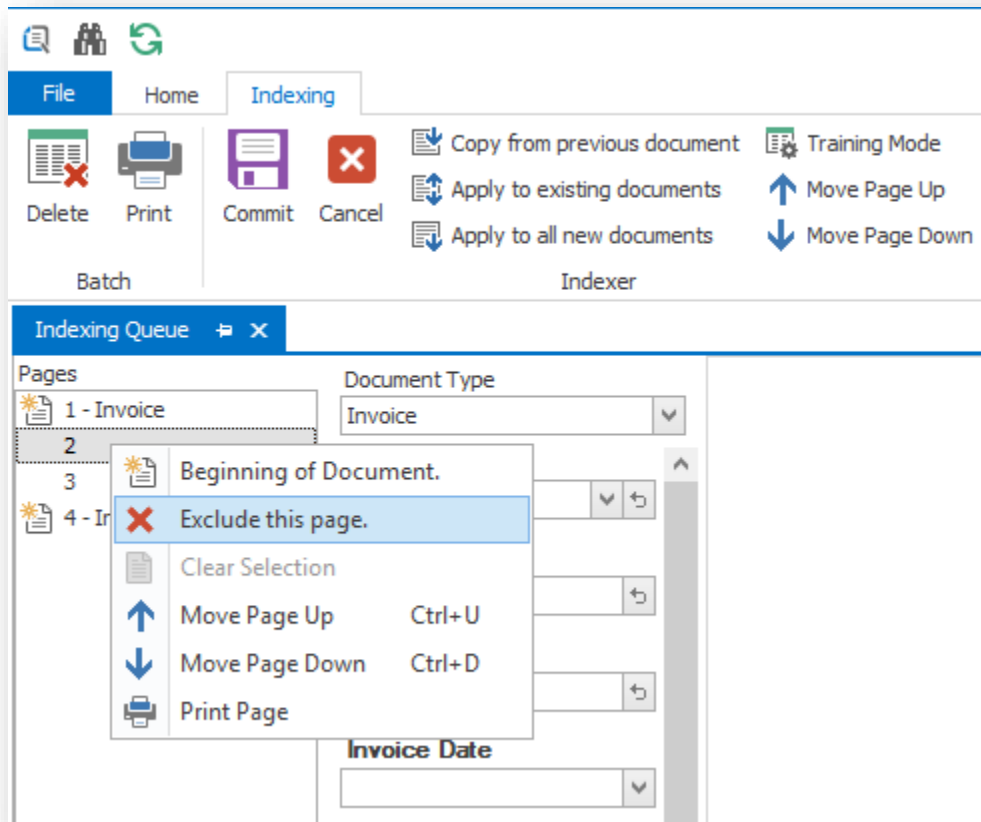 File Home Indexing
Copy from previous document Training Mode
Apply to existing documents Move Page Up
Delete Print Commit Cancel
Apply to all new documents Move Page Down
Batch Indexer
Indexing Queue
Pages
Document Type
1 - Invoice
Invoice
2
Beginning of Document.
3
4 - Ir
Exclude this page.
Clear Selection
Move Page Up Ctrl+U
Move Page Down Ctrl+D
Print Page
Invoice Date